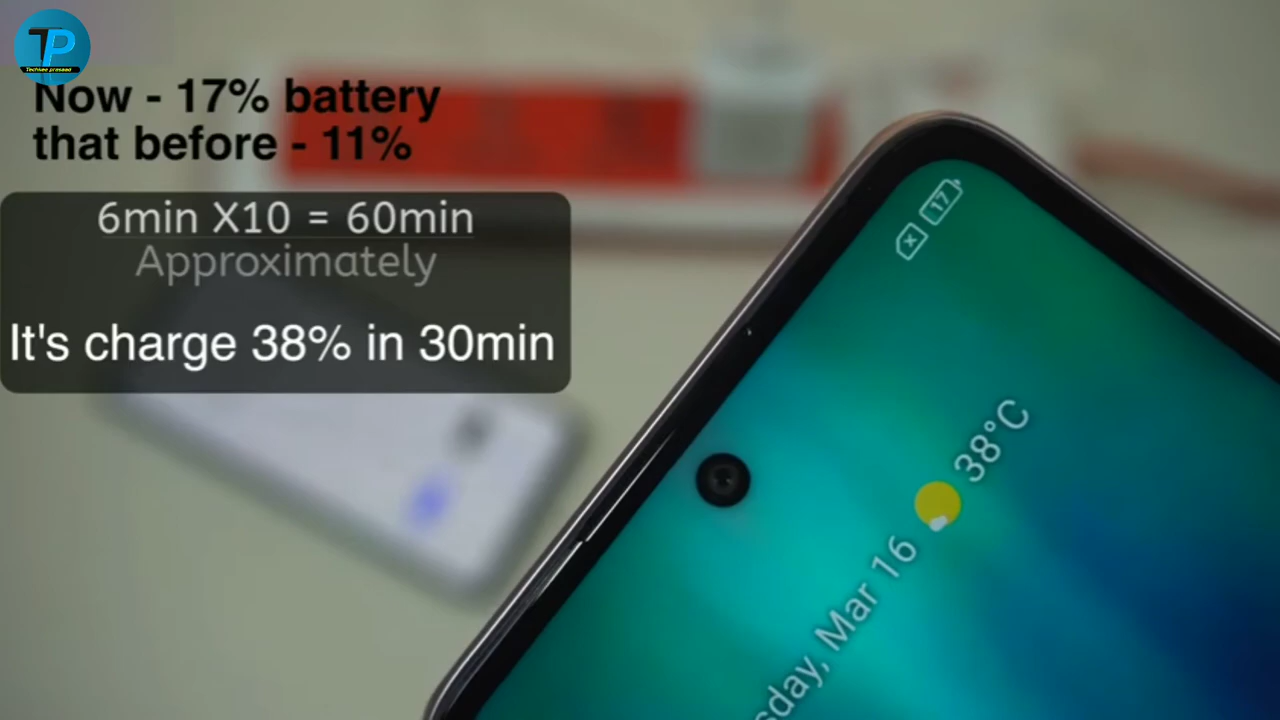 TP
Techsee prasaad
Now - 17% battery
that before - 11%
6min X10 = 60min
Approximately
It's charge 38% in 30min
17
38°C
sday, Mar 16